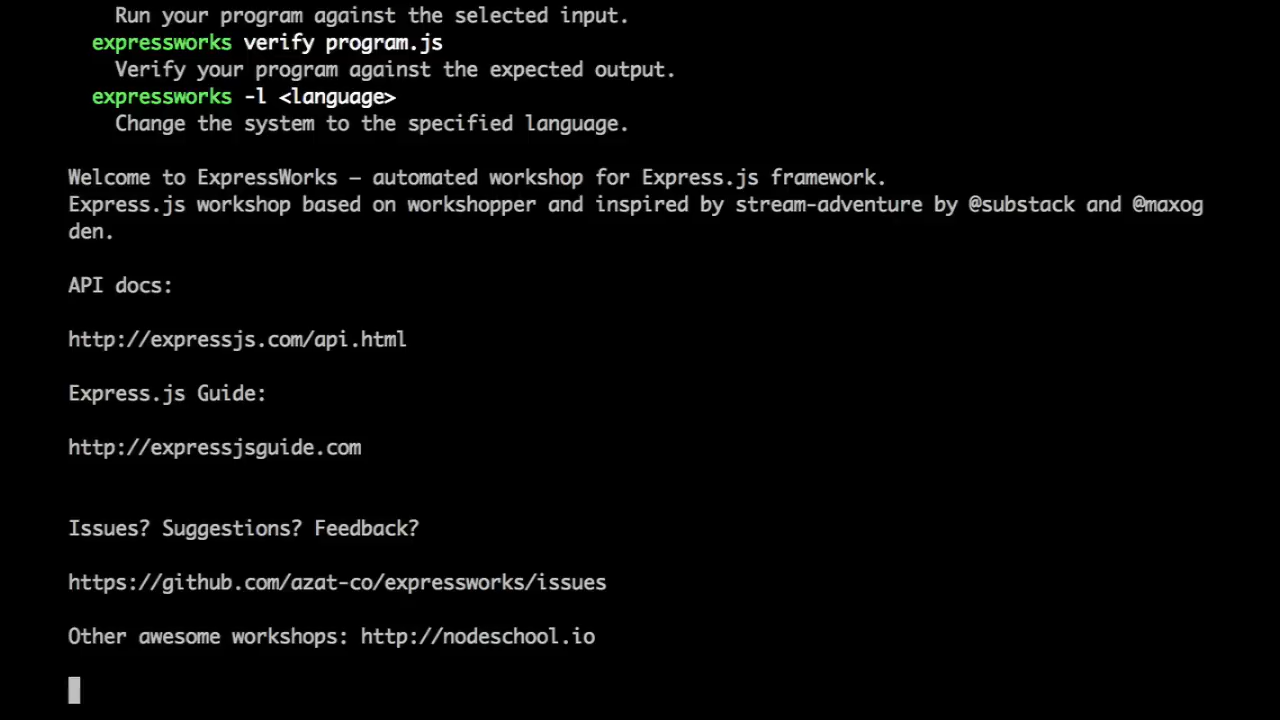 Run your program against the selected input.
expressworks verify program.js
Verify your program against the expected output.
expressworks -l <language>
Change the system to the specified language.
Welcome to ExpressWorks – automated workshop for Express.js framework.
Express.js workshop based on workshopper and inspired by stream-adventure by @substack and @maxog
den.
API docs:
http://expressjs.com/api.html
Express.js Guide:
http://expressjsguide.com
Issues? Suggestions? Feedback?
https://github.com/azat-co/expressworks/issues
Other awesome workshops: http://nodeschool.io